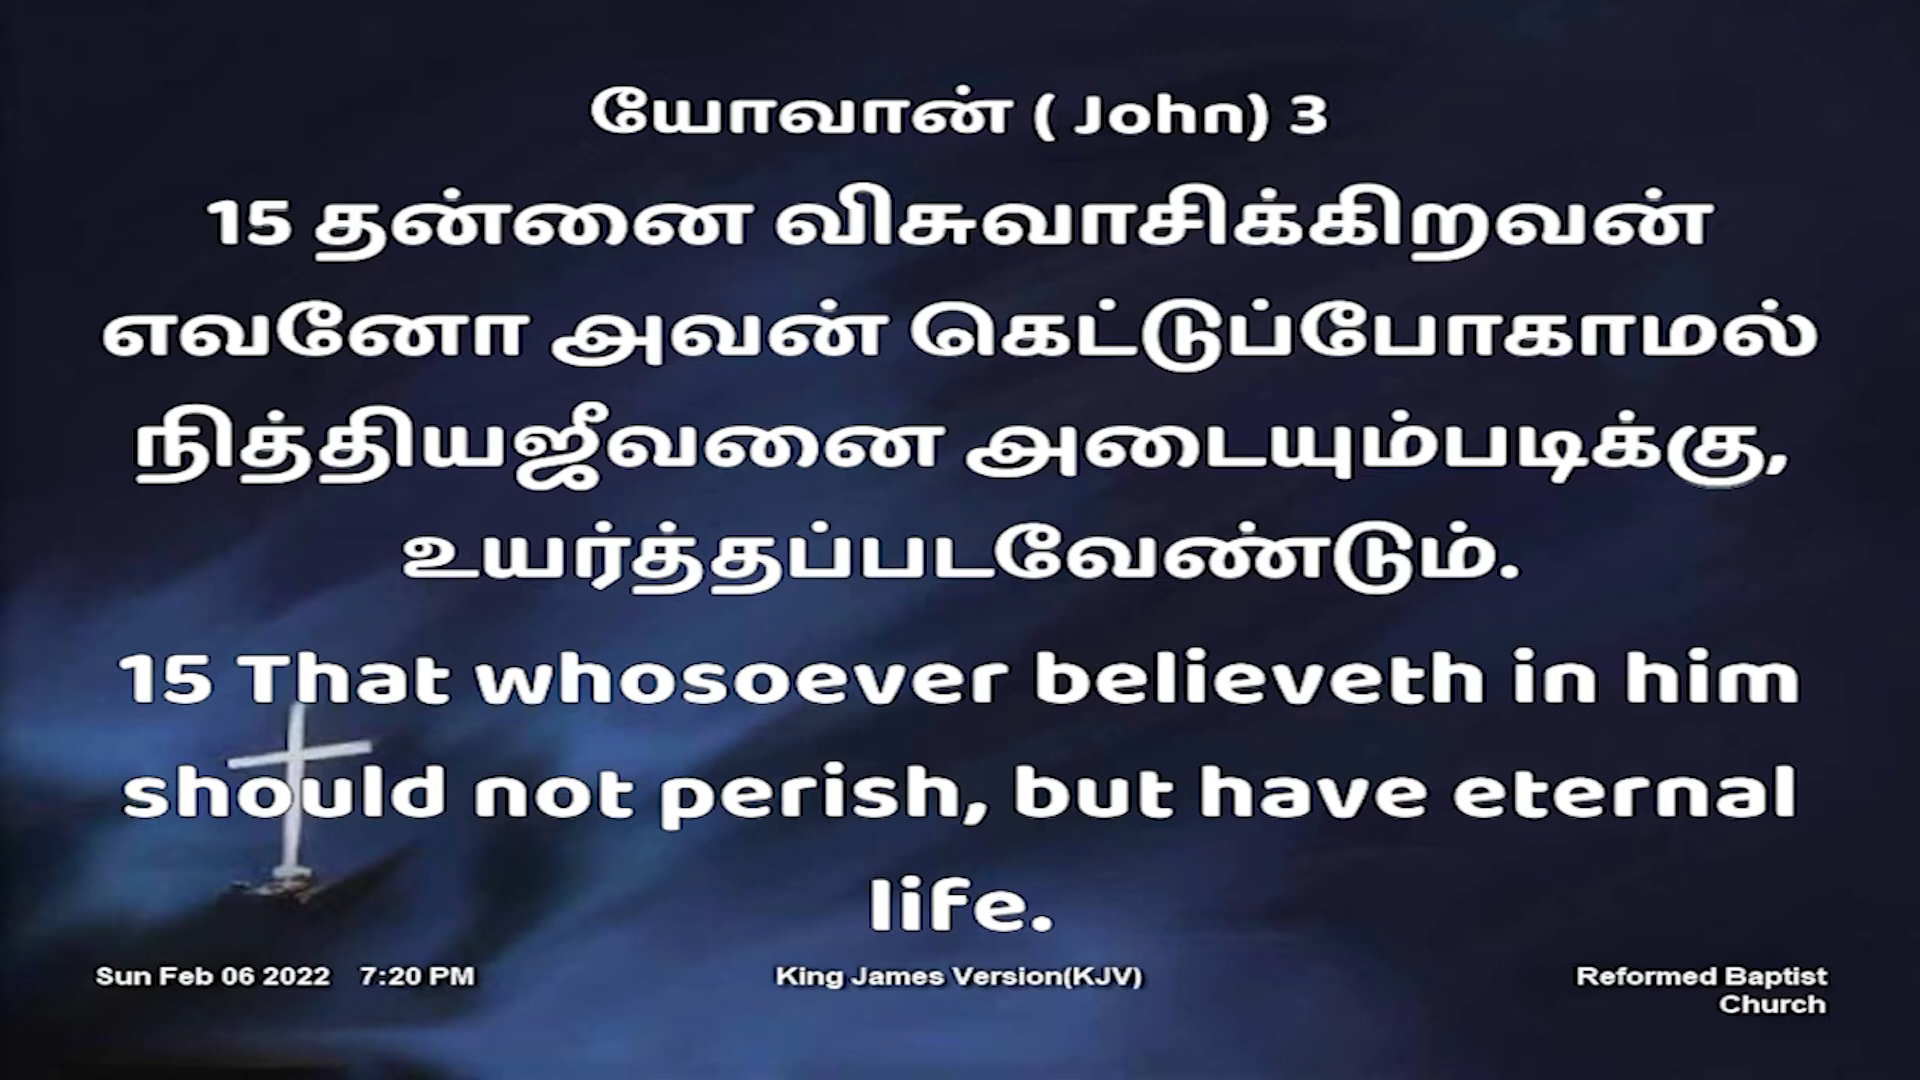 யோவான் ( John) 3
15 தன்னை விசுவாசிக்கிறவன்
எவனோ அவன் கெட்டுப்போகாமல்
நித்தியஜீவனை அடையும்படிக்கு,
உயர்த்தப்படவேண்டும்.
15 That whosoever believeth in him
should not perish, but have eternal
life.
Sun Feb 06 2022 7:20 PM
King James Version(KJV)
Reformed Baptist
Church